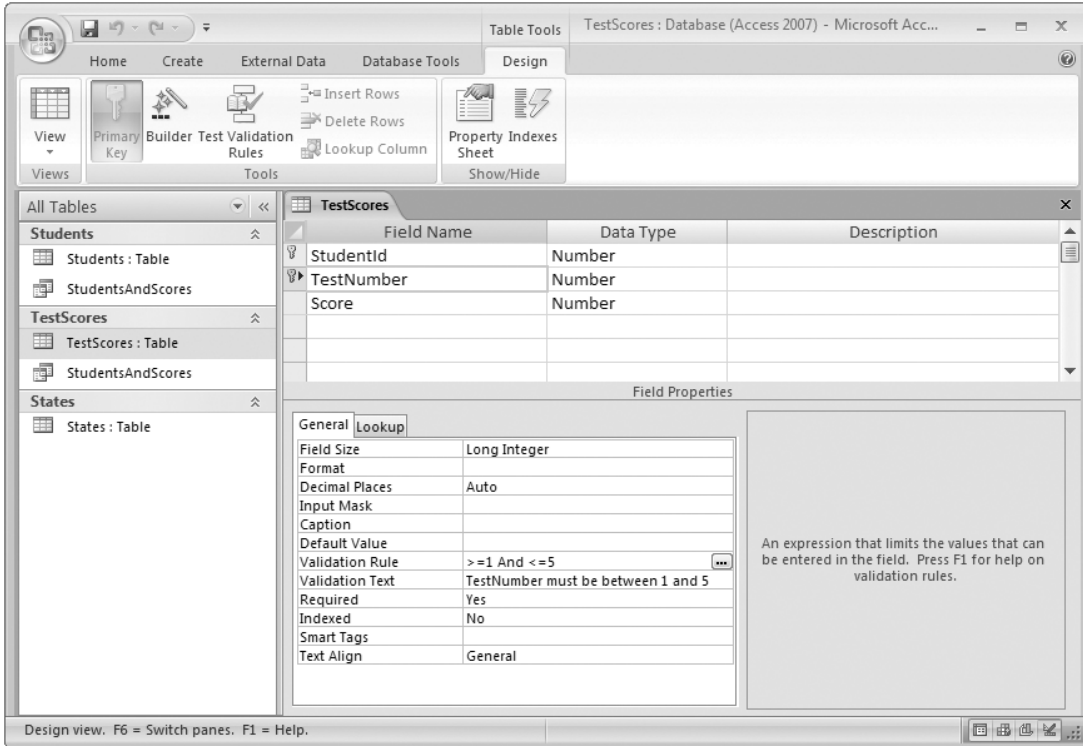 Table Tools
TestScores : Database (Access 2007) - Microsoft Acc...
Home Create External Data Database Tools Design
View
Primary Key
Builder
Test Validation Rules
Insert Rows
Delete Rows
Lookup Column
Property Sheet
Indexes
Views Tools Show/Hide
All Tables
Students
Students : Table
StudentsAndScores
TestScores
TestScores : Table
StudentsAndScores
States
States : Table
TestScores
Field Name Data Type Description
StudentId Number
TestNumber Number
Score Number
Field Properties
General Lookup
Field Size Long Integer
Format
Decimal Places Auto
Input Mask
Caption
Default Value
Validation Rule >=1 And <=5
Validation Text TestNumber must be between 1 and 5
Required Yes
Indexed No
Smart Tags
Text Align General
An expression that limits the values that can
be entered in the field. Press F1 for help on
validation rules.
Design view. F6 = Switch panes. F1 = Help.